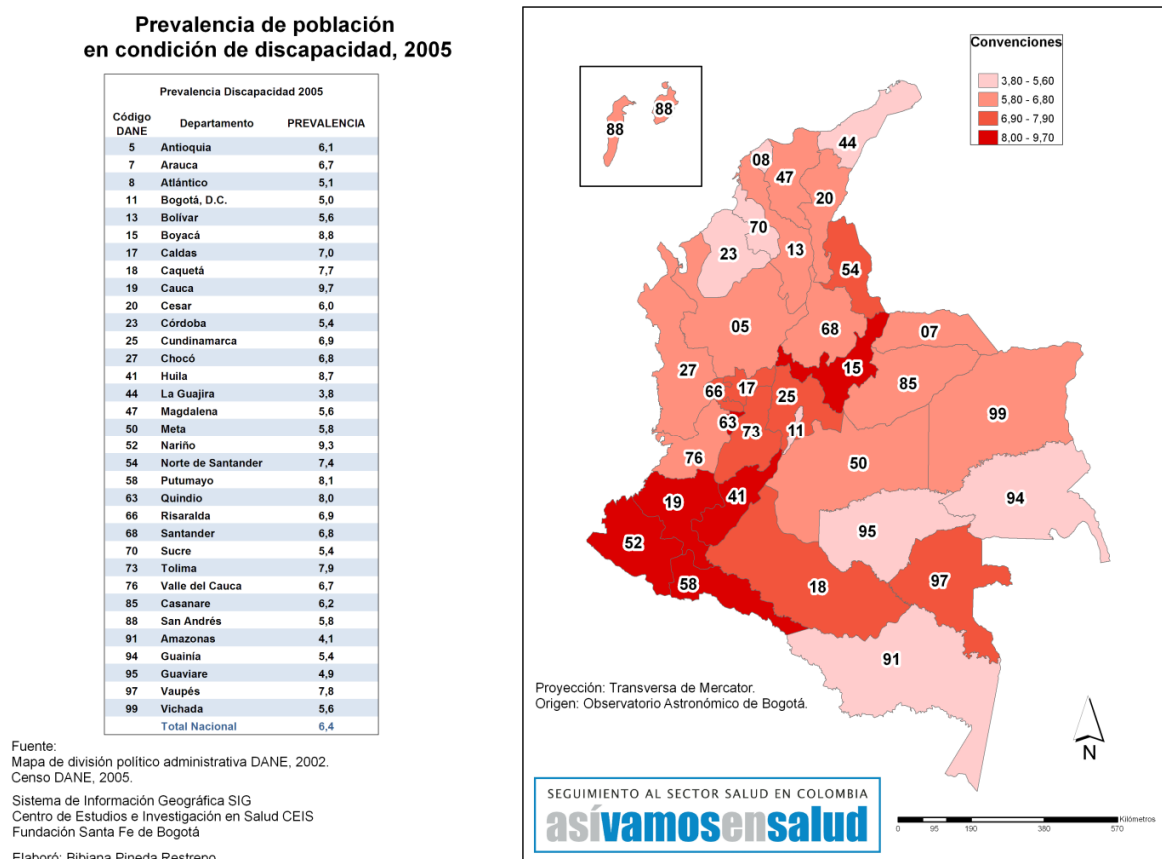 Prevalencia de población
en condición de discapacidad, 2005
Prevalencia Discapacidad 2005
Código DANE Departamento PREVALENCIA
5 Antioquia 6,1
7 Arauca 6,7
8 Atlántico 5,1
11 Bogotá, D.C. 5,0
13 Bolívar 5,6
15 Boyacá 8,8
17 Caldas 7,0
18 Caquetá 7,7
19 Cauca 9,7
20 Cesar 6,0
23 Córdoba 5,4
25 Cundinamarca 6,9
27 Chocó 6,8
41 Huila 8,7
44 La Guajira 3,8
47 Magdalena 5,6
50 Meta 5,8
52 Nariño 9,3
54 Norte de Santander 7,4
58 Putumayo 8,1
63 Quindio 8,0
66 Risaralda 6,9
68 Santander 6,8
70 Sucre 5,4
73 Tolima 7,9
76 Valle del Cauca 6,7
85 Casanare 6,2
88 San Andrés 5,8
91 Amazonas 4,1
94 Guainía 5,4
95 Guaviare 4,9
97 Vaupés 7,8
99 Vichada 5,6
Total Nacional 6,4
Fuente:
Mapa de división político administrativa DANE, 2002.
Censo DANE, 2005.
Sistema de Información Geográfica SIG
Centro de Estudios e Investigación en Salud CEIS
Fundación Santa Fe de Bogotá
Elaboró: Bibiana Pineda Restrepo
Convenciones
3,80 - 5,60
5,80 - 6,80
6,90 - 7,90
8,00 - 9,70
88
88
44
08
47
20
70
23
13
54
05
68
07
15
27
85
66
17
25
99
63
73
11
76
50
41
94
19
95
52
58
18
97
91
Proyección: Transversa de Mercator.
Origen: Observatorio Astronómico de Bogotá.
N
SEGUIMIENTO AL SECTOR SALUD EN COLOMBIA
asívamosensalud
Kilómetros
0 95 190 380 570